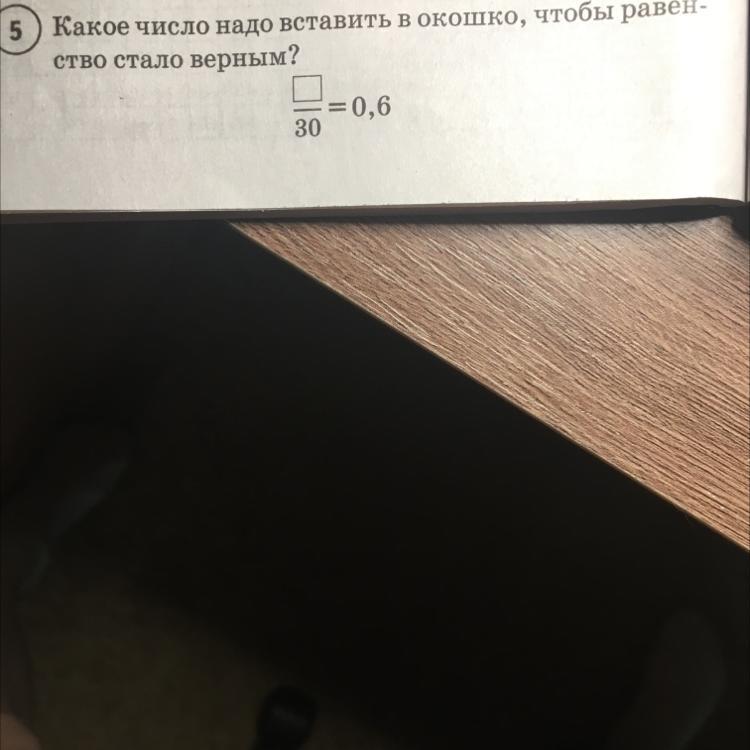 5 Какое число надо вставить в окошко, чтобы равен-
ство стало верным?
□/30 = 0,6